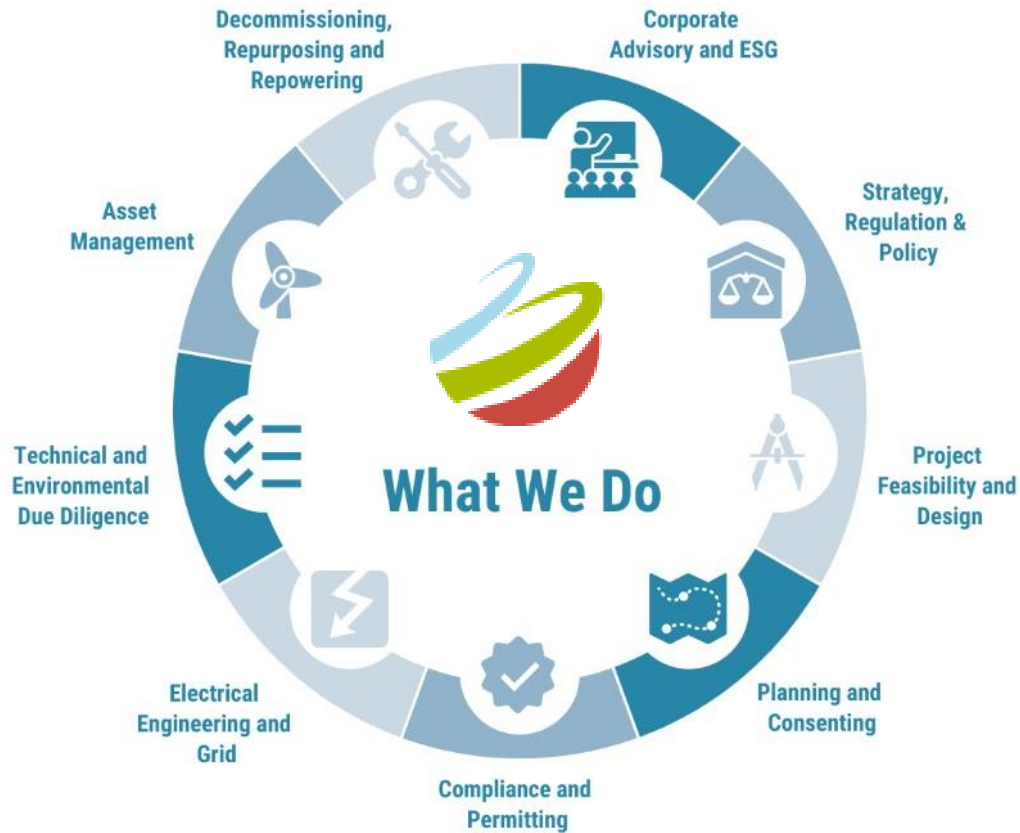 Decommissioning,
Repurposing and
Repowering
Corporate
Advisory and ESG
Strategy,
Regulation &
Policy
Project
Feasibility and
Design
Planning and
Consenting
Compliance and
Permitting
Electrical
Engineering and
Grid
Technical and
Environmental
Due Diligence
Asset
Management
What We Do